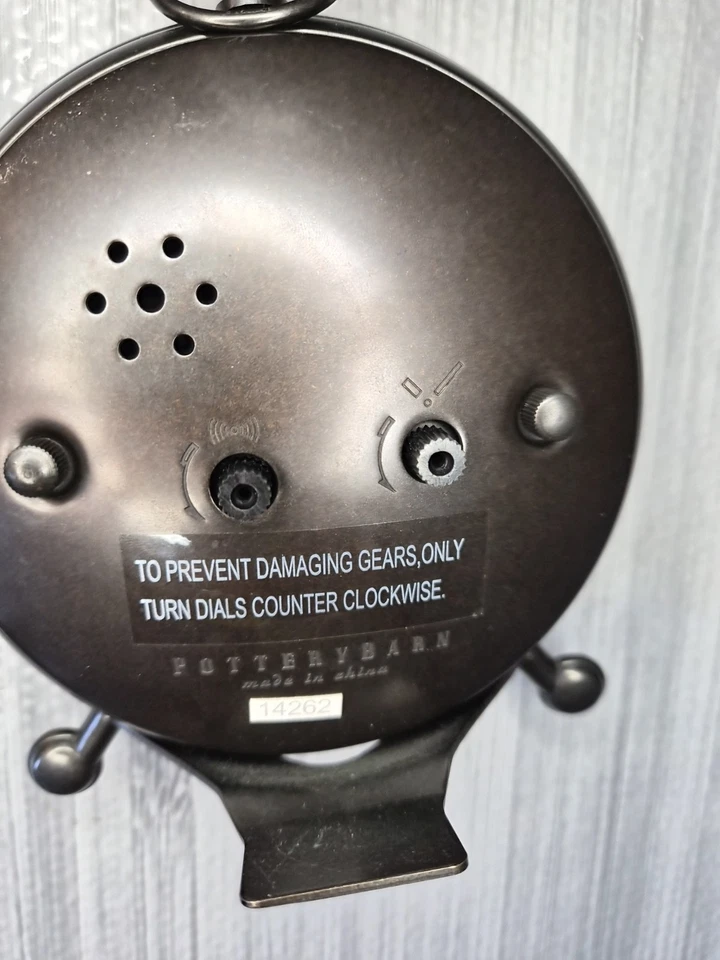 TO PREVENT DAMAGING GEARS,ONLY
TURN DIALS COUNTER CLOCKWISE.
POTTERYBARN
made in china
14262